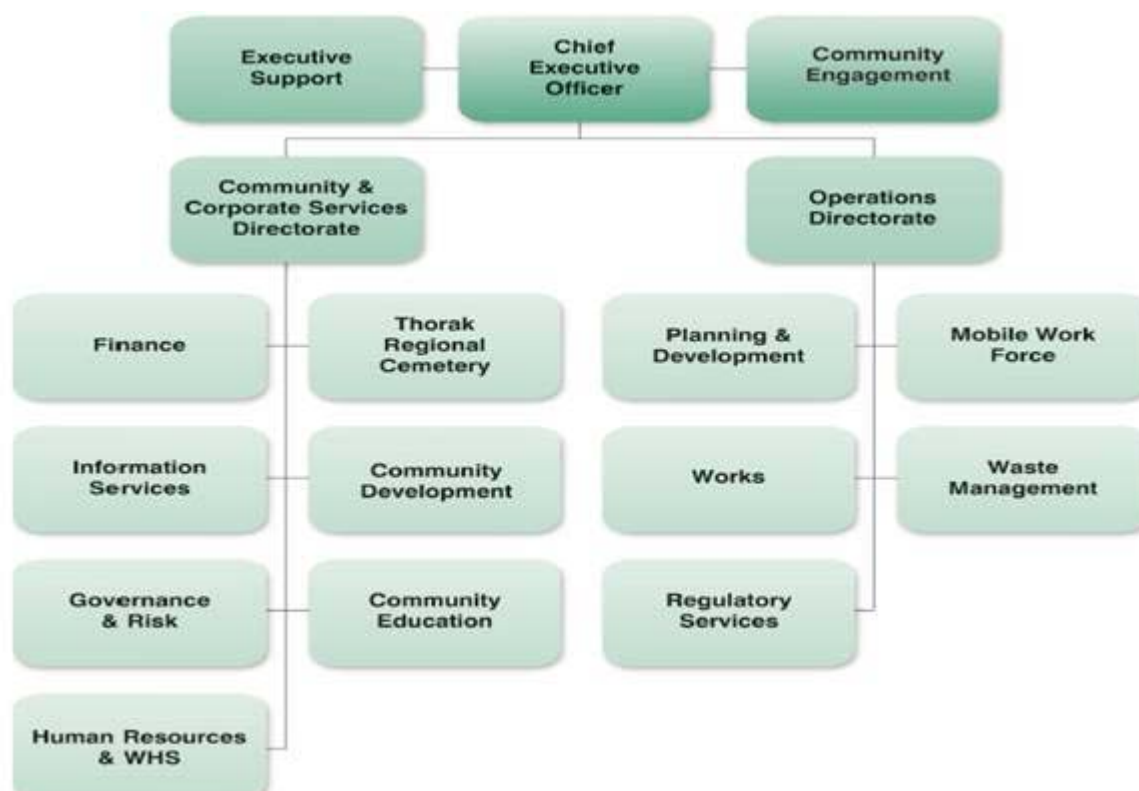 Executive
Support
Chief
Executive
Officer
Community
Engagement
Community &
Corporate Services
Directorate
Operations
Directorate
Finance
Thorak
Regional
Cemetery
Planning &
Development
Mobile Work
Force
Information
Services
Community
Development
Works
Waste
Management
Governance
& Risk
Community
Education
Regulatory
Services
Human Resources
& WHS